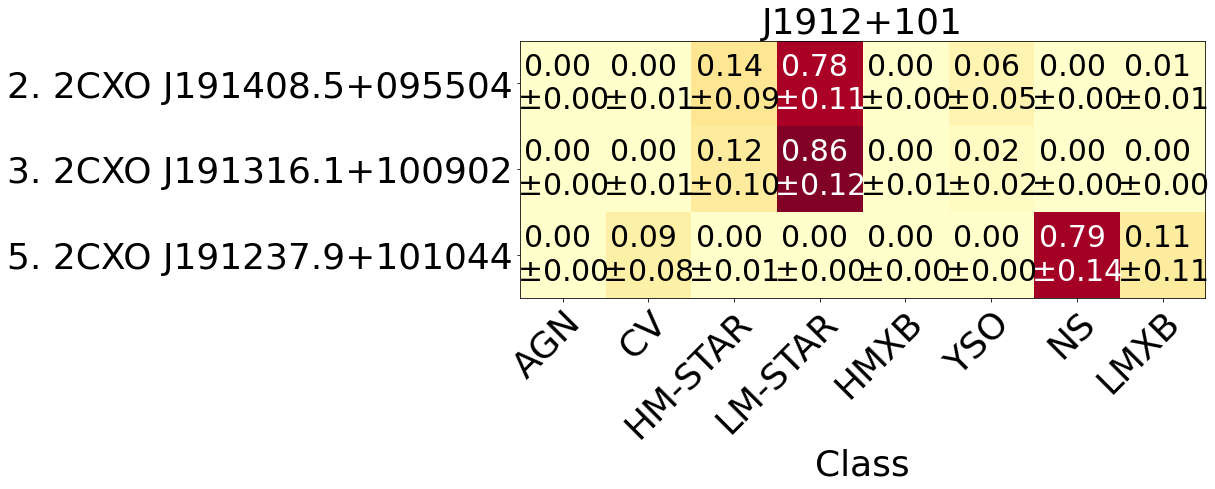 J1912+101
2. 2CXO J191408.5+095504
0.00 0.00 0.14 0.78 0.00 0.06 0.00 0.01
±0.00 ±0.01 ±0.09 ±0.11 ±0.00 ±0.05 ±0.00 ±0.01
3. 2CXO J191316.1+100902
0.00 0.00 0.12 0.86 0.00 0.02 0.00 0.00
±0.00 ±0.01 ±0.10 ±0.12 ±0.01 ±0.02 ±0.00 ±0.00
5. 2CXO J191237.9+101044
0.00 0.09 0.00 0.00 0.00 0.00 0.79 0.11
±0.00 ±0.08 ±0.01 ±0.00 ±0.00 ±0.00 ±0.14 ±0.11
AGN CV HM-STAR LM-STAR HMXB YSO NS LMXB
Class